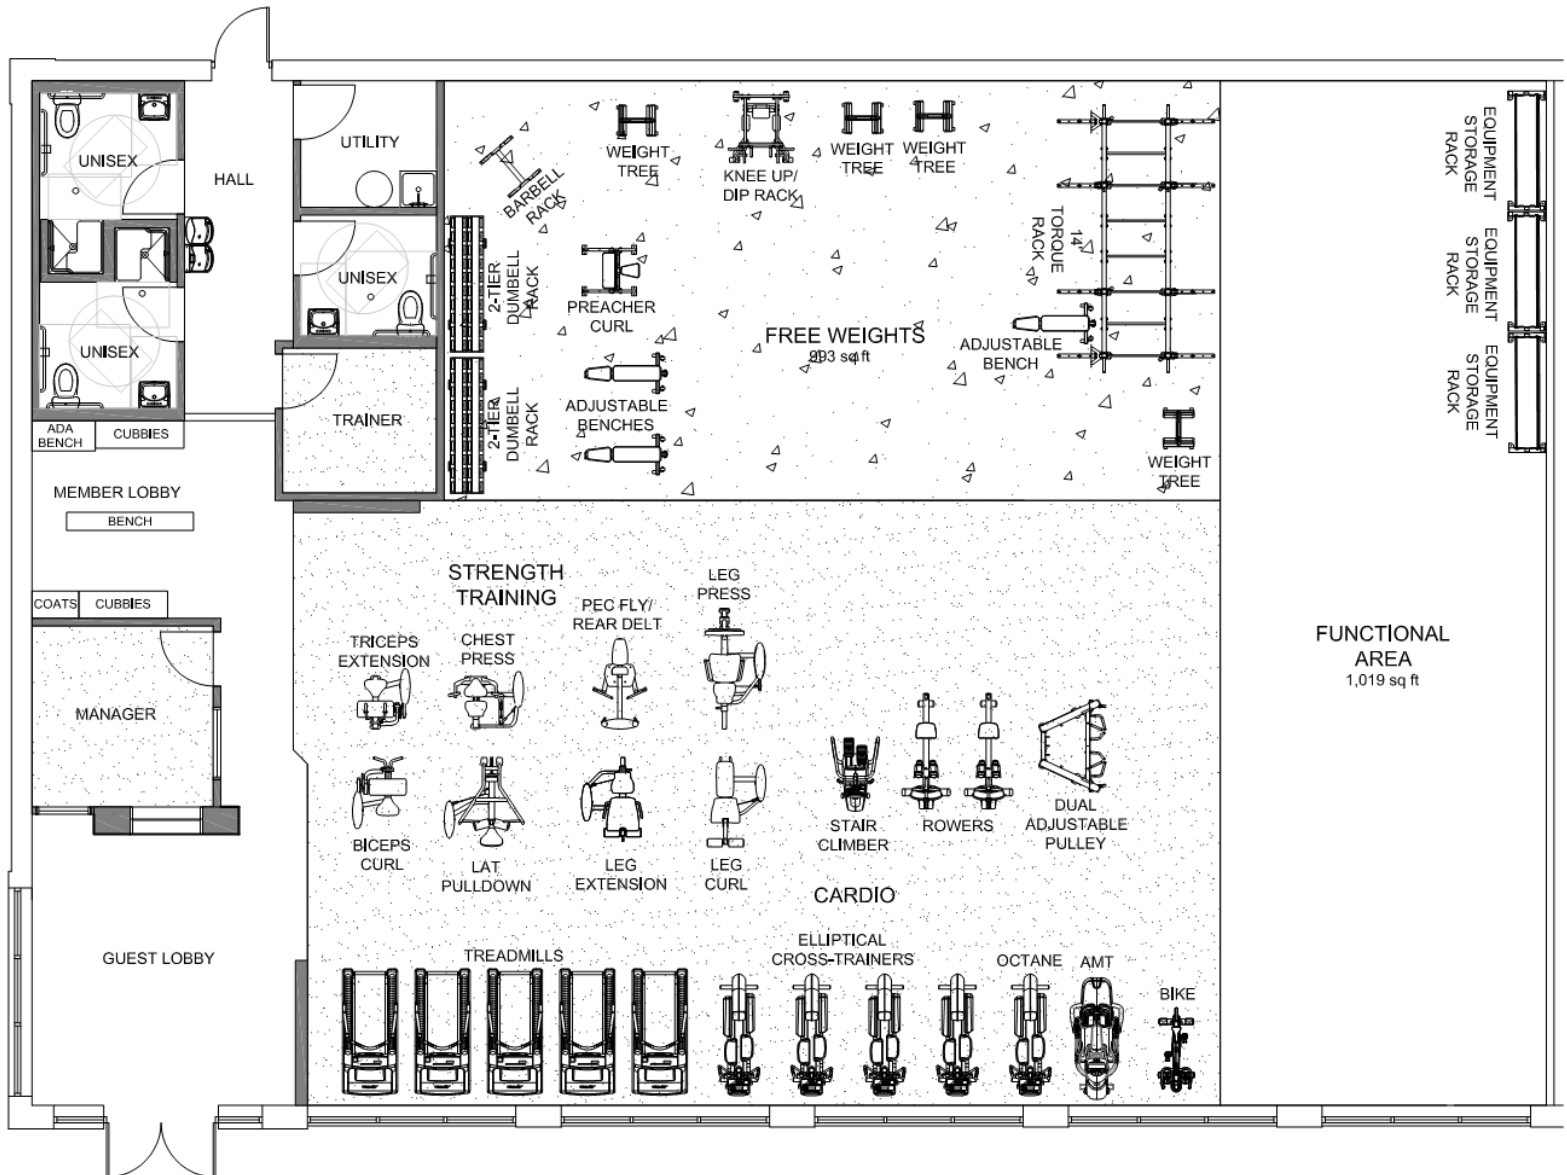 UNISEX
HALL
UTILITY
UNISEX
UNISEX
TRAINER
ADA
BENCH
CUBBIES
MEMBER LOBBY
BENCH
COATS
CUBBIES
MANAGER
GUEST LOBBY
BARBELL
RACK
WEIGHT
TREE
KNEE UP/
DIP RACK
WEIGHT
TREE
WEIGHT
TREE
2-TIER
DUMBELL
RACK
2-TIER
DUMBELL
RACK
PREACHER
CURL
ADJUSTABLE
BENCHES
FREE WEIGHTS
993 sq ft
14'
TORQUE
RACK
ADJUSTABLE
BENCH
WEIGHT
TREE
EQUIPMENT
STORAGE
RACK
EQUIPMENT
STORAGE
RACK
EQUIPMENT
STORAGE
RACK
FUNCTIONAL
AREA
1,019 sq ft
STRENGTH
TRAINING
TRICEPS
EXTENSION
CHEST
PRESS
PEC FLY/
REAR DELT
LEG
PRESS
BICEPS
CURL
LAT
PULLDOWN
LEG
EXTENSION
LEG
CURL
STAIR
CLIMBER
ROWERS
DUAL
ADJUSTABLE
PULLEY
CARDIO
TREADMILLS
ELLIPTICAL
CROSS-TRAINERS
OCTANE
AMT
BIKE